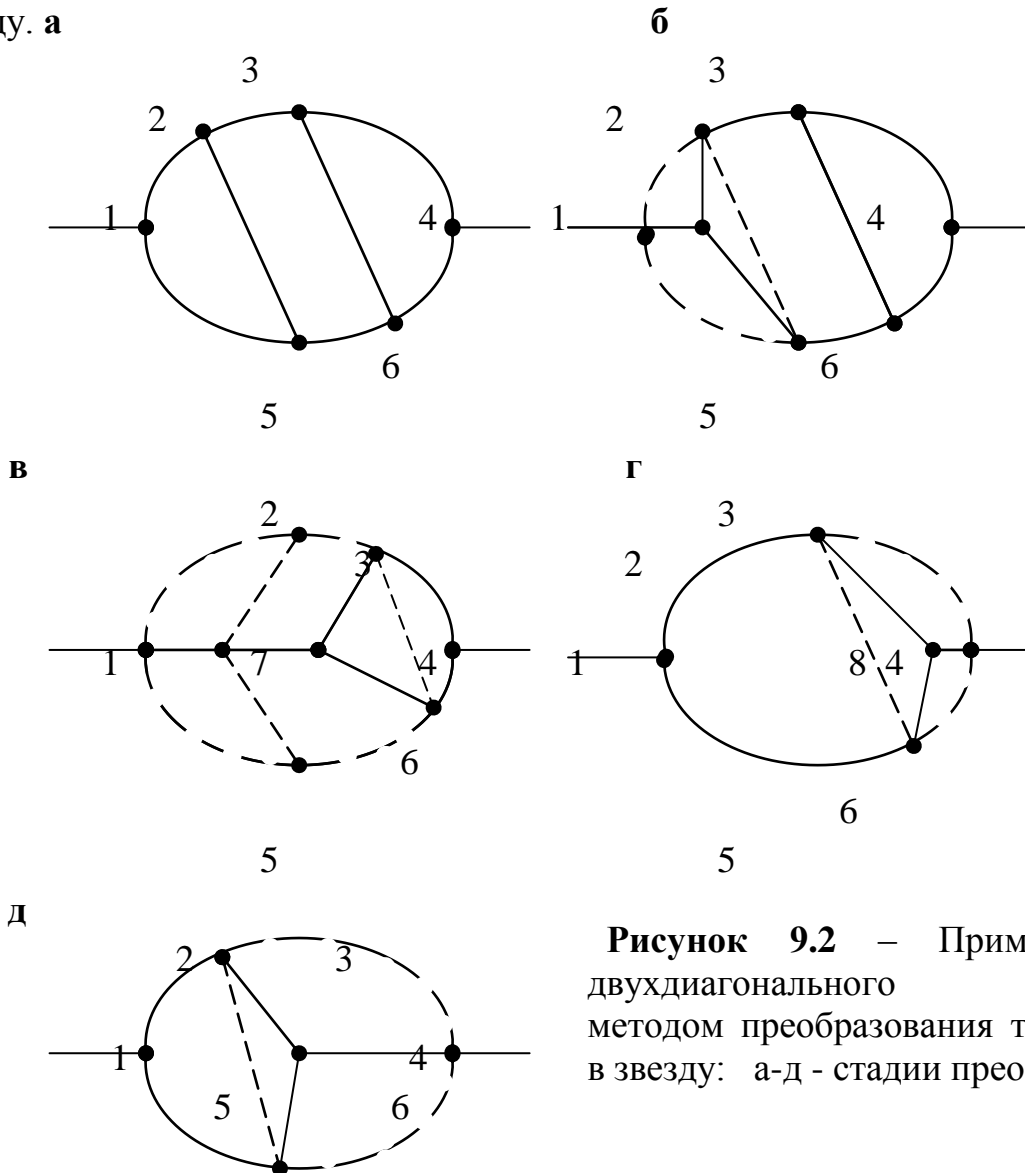 ду. а б
3 3
2 2
1 4 1 4
6 6
5 5
в г
2 3
3 2
1 7 4 1 8 4
6
6
5 5
д
2 3
1 4
5 6
Рисунок 9.2 – Прим
двухдиагонального
методом преобразования т
в звезду: а-д - стадии прео